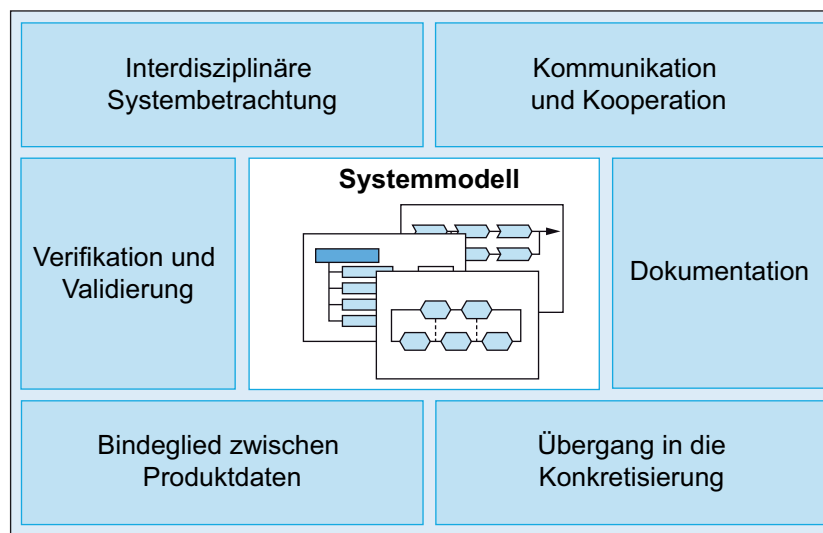 Interdisziplinäre
Systembetrachtung
Kommunikation
und Kooperation
Systemmodell
Verifikation und
Validierung
Dokumentation
Bindeglied zwischen
Produktdaten
Übergang in die
Konkretisierung